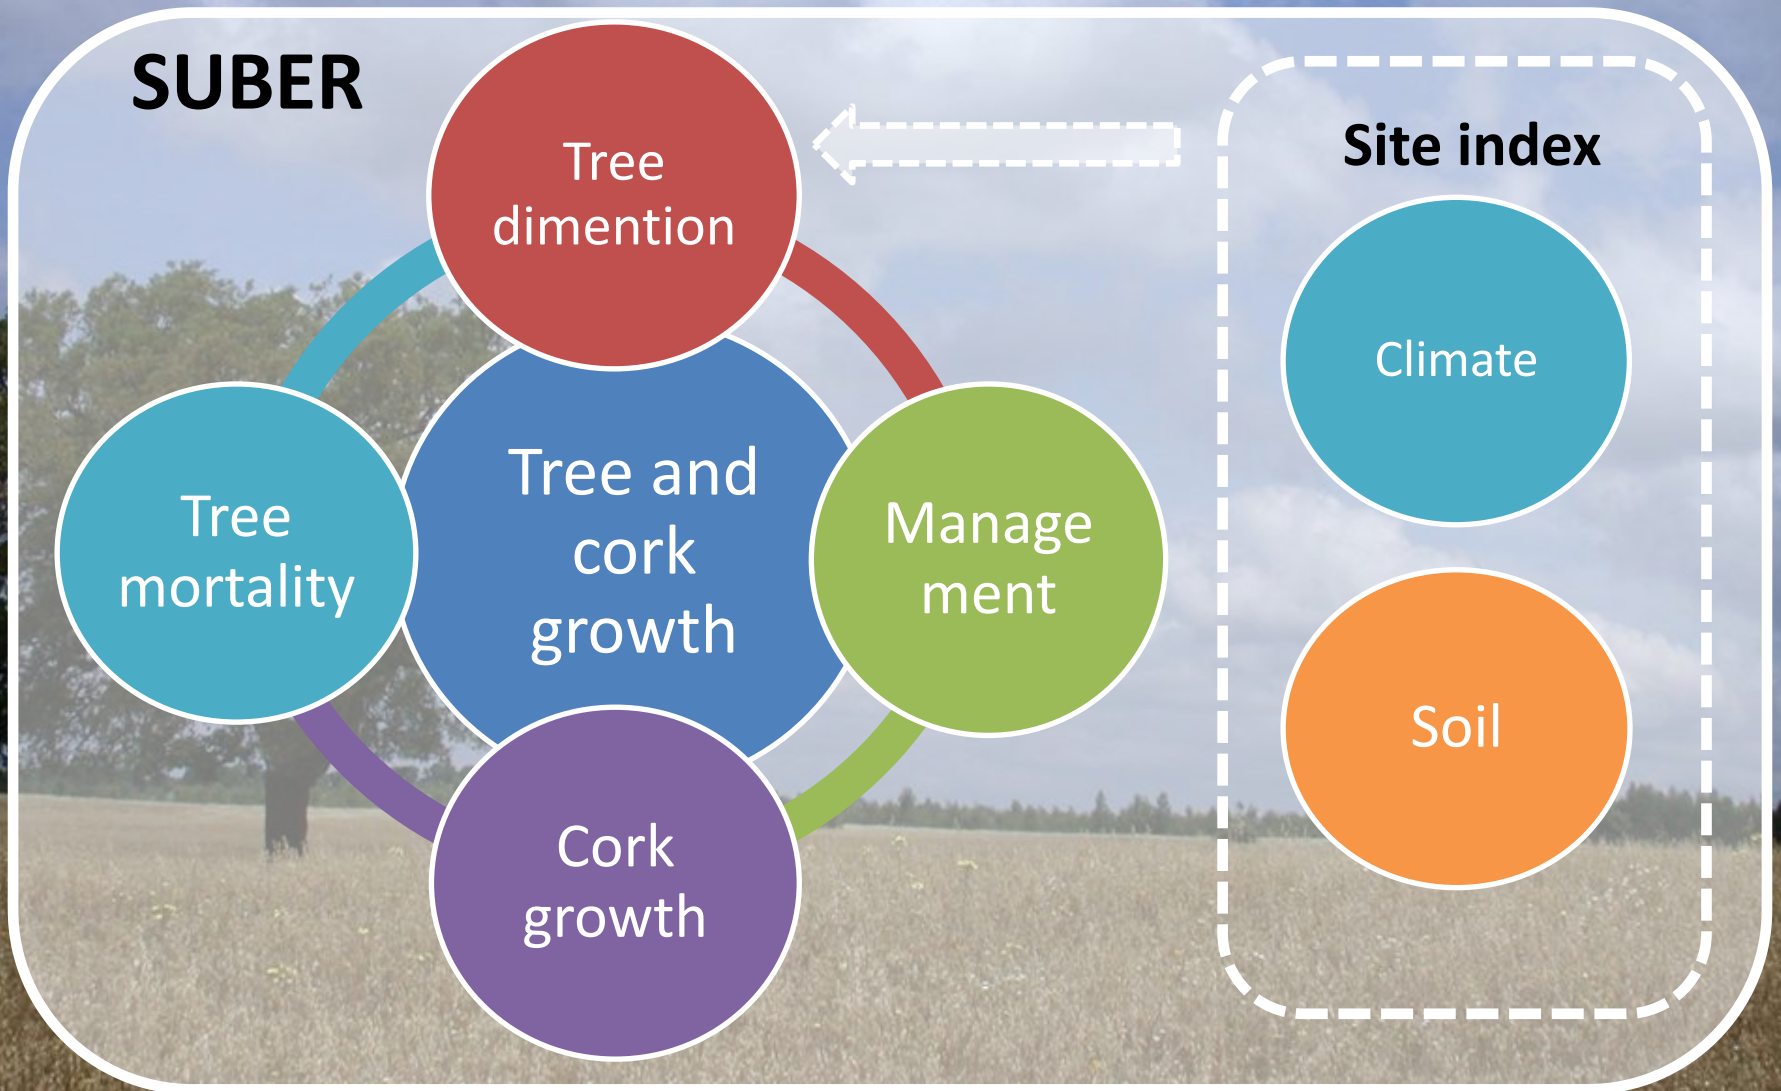 SUBER
Tree
dimention
Tree and
cork
growth
Tree
mortality
Manage
ment
Cork
growth
Site index
Climate
Soil